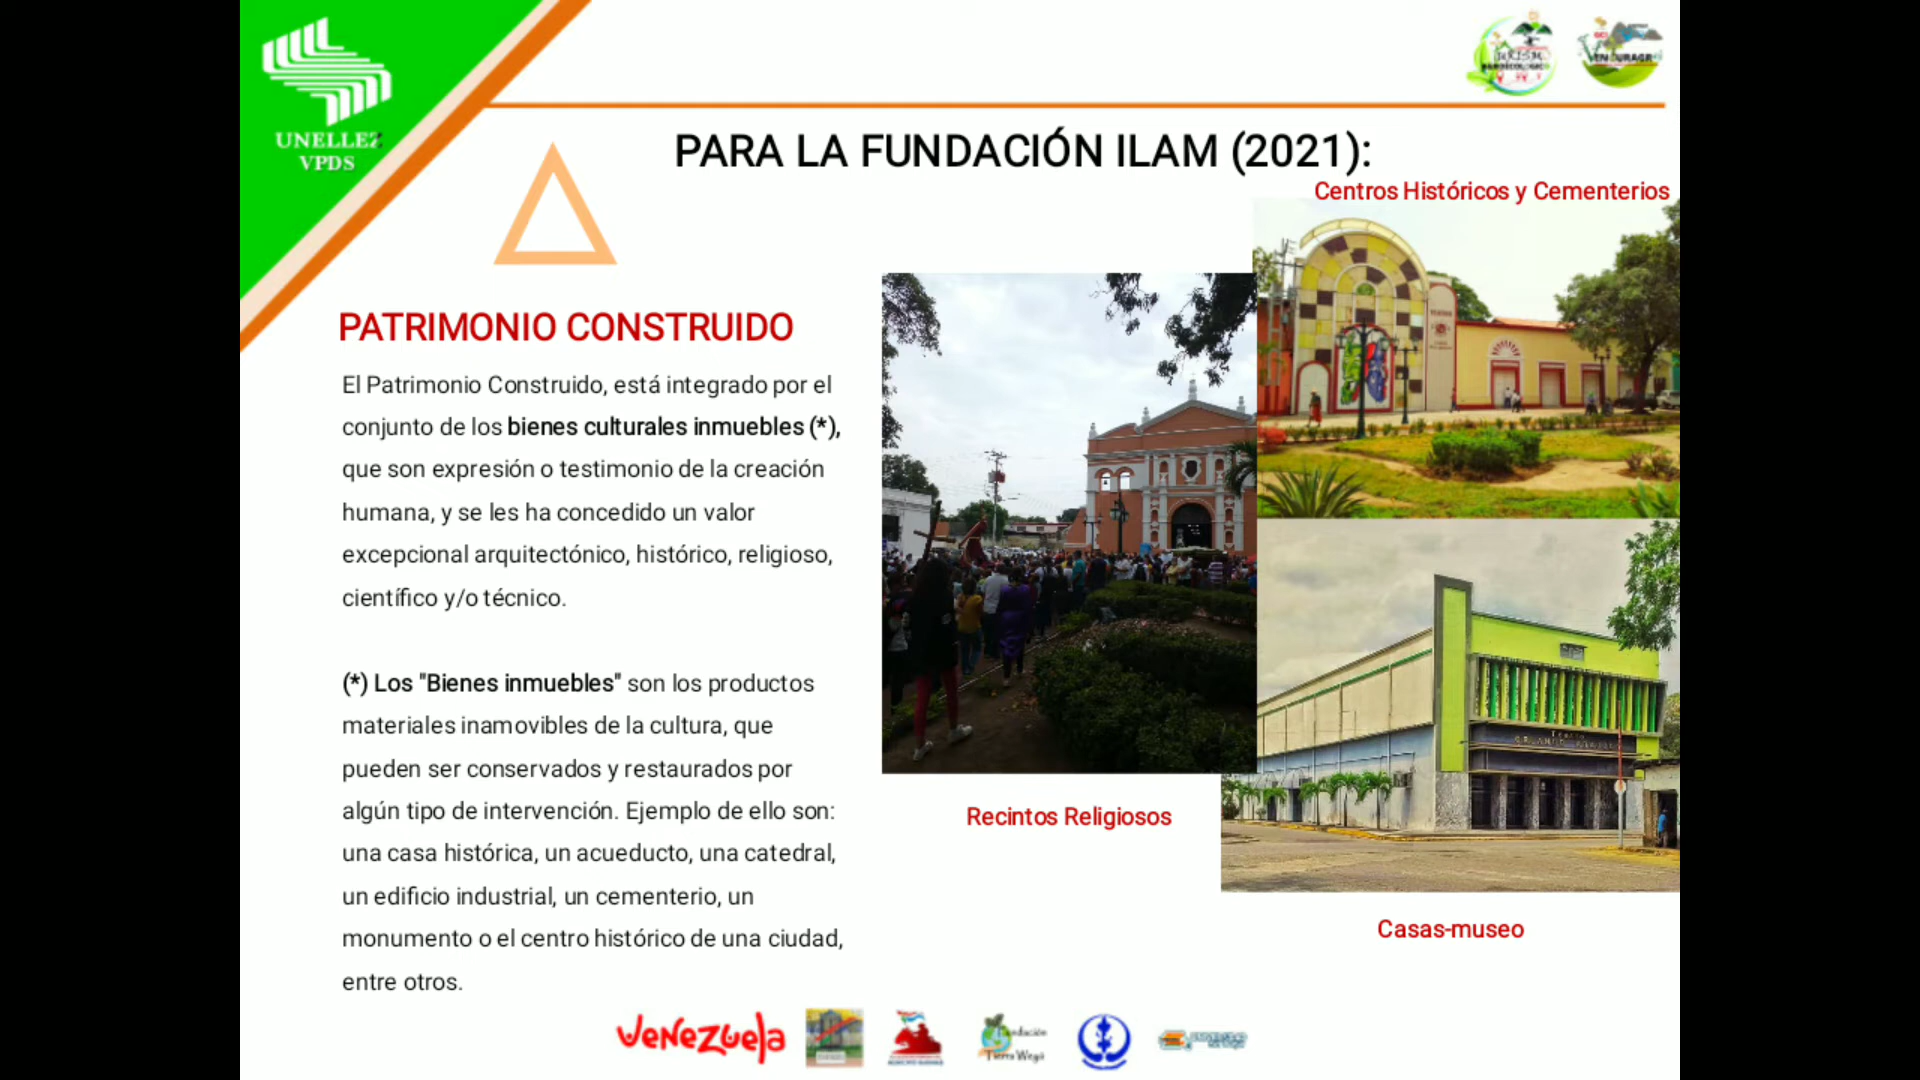 UNELLEZ
VPDS
PARA LA FUNDACIÓN ILAM (2021):
Centros Históricos y Cementerios
PATRIMONIO CONSTRUIDO
El Patrimonio Construido, está integrado por el
conjunto de los bienes culturales inmuebles (*),
que son expresión o testimonio de la creación
humana, y se les ha concedido un valor
excepcional arquitectónico, histórico, religioso,
científico y/o técnico.
(*) Los "Bienes inmuebles" son los productos
materiales inamovibles de la cultura, que
pueden ser conservados y restaurados por
algún tipo de intervención. Ejemplo de ello son:
una casa histórica, un acueducto, una catedral,
un edificio industrial, un cementerio, un
monumento o el centro histórico de una ciudad,
entre otros.
Recintos Religiosos
Casas-museo
Venezuela
Fundación
Tierra Wegó